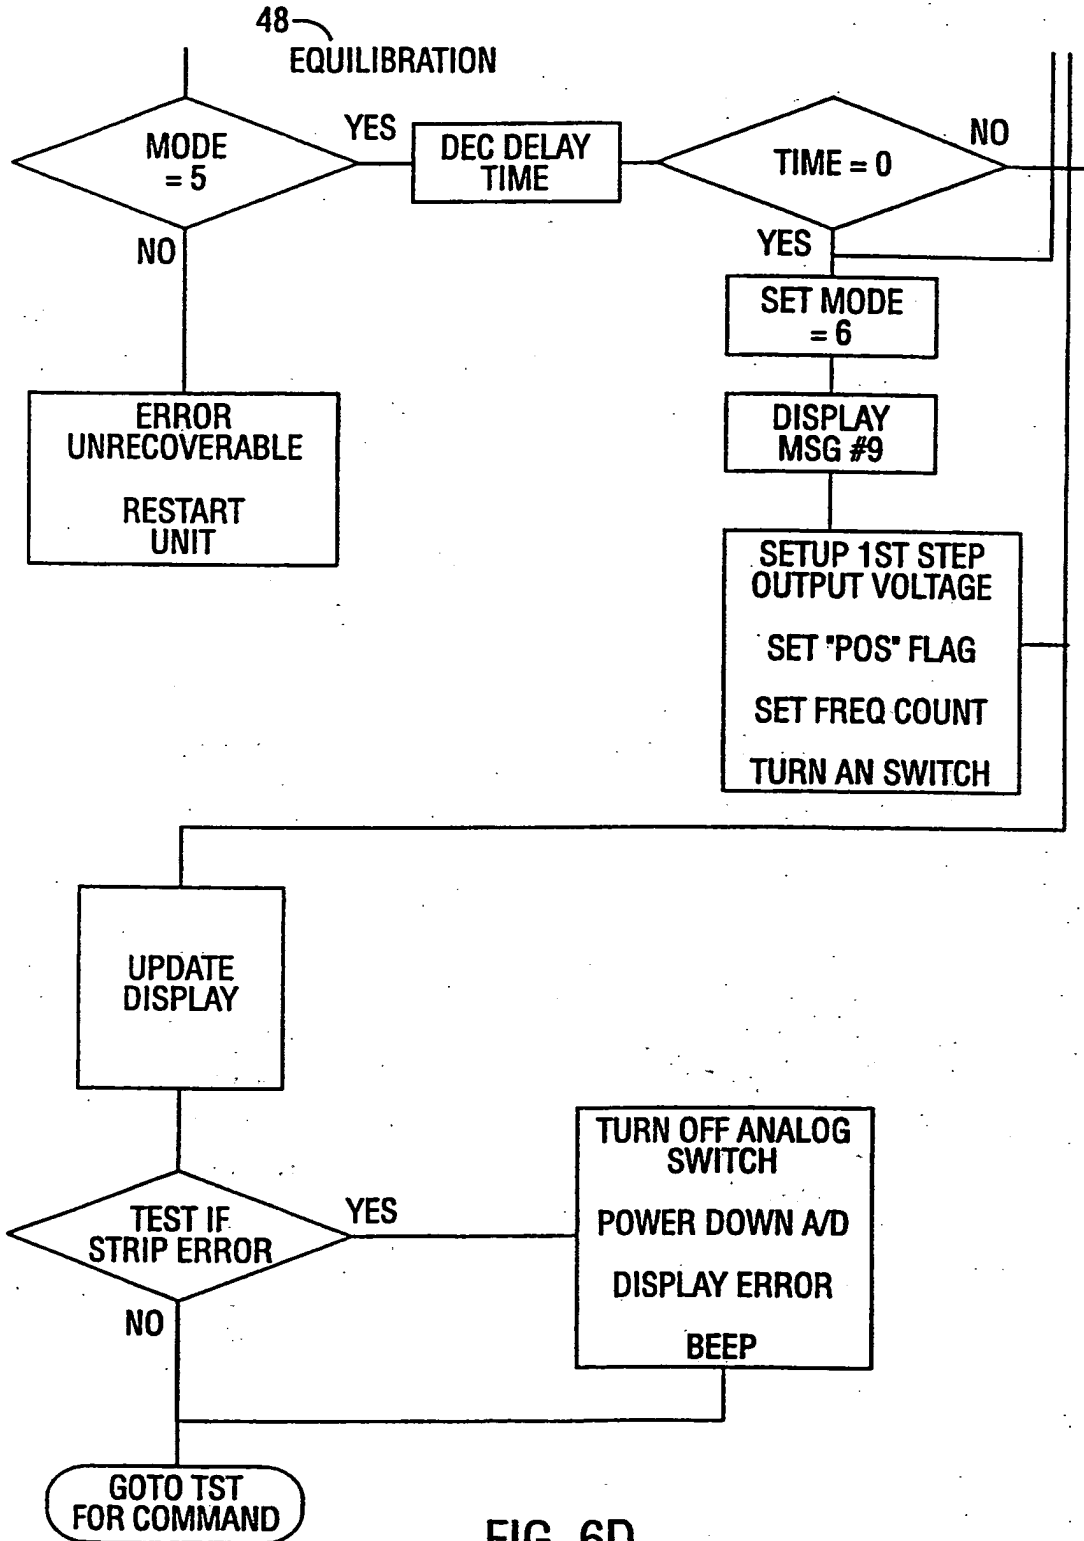 48
EQUILIBRATION
MODE
= 5
YES
DEC DELAY
TIME
TIME = 0
NO
NO
YES
SET MODE
= 6
DISPLAY
MSG #9
ERROR
UNRECOVERABLE
RESTART
UNIT
SETUP 1ST STEP
OUTPUT VOLTAGE
SET "POS" FLAG
SET FREQ COUNT
TURN AN SWITCH
UPDATE
DISPLAY
TEST IF
STRIP ERROR
YES
NO
TURN OFF ANALOG
SWITCH
POWER DOWN A/D
DISPLAY ERROR
BEEP
GOTO TST
FOR COMMAND
FIG. 6D